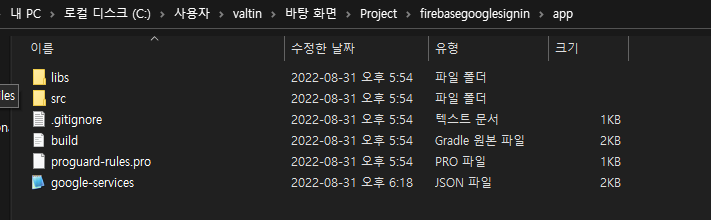 내 PC > 로컬 디스크 (C:) > 사용자 > valtin > 바탕 화면 > Project > firebasegooglesignin > app
이름 수정한 날짜 유형 크기
libs 2022-08-31 오후 5:54 파일 폴더
iles
src 2022-08-31 오후 5:54 파일 폴더
.gitignore 2022-08-31 오후 5:54 텍스트 문서 1KB
ona
build 2022-08-31 오후 5:54 Gradle 원본 파일 2KB
proguard-rules.pro 2022-08-31 오후 5:54 PRO 파일 1KB
google-services 2022-08-31 오후 6:18 JSON 파일 2KB